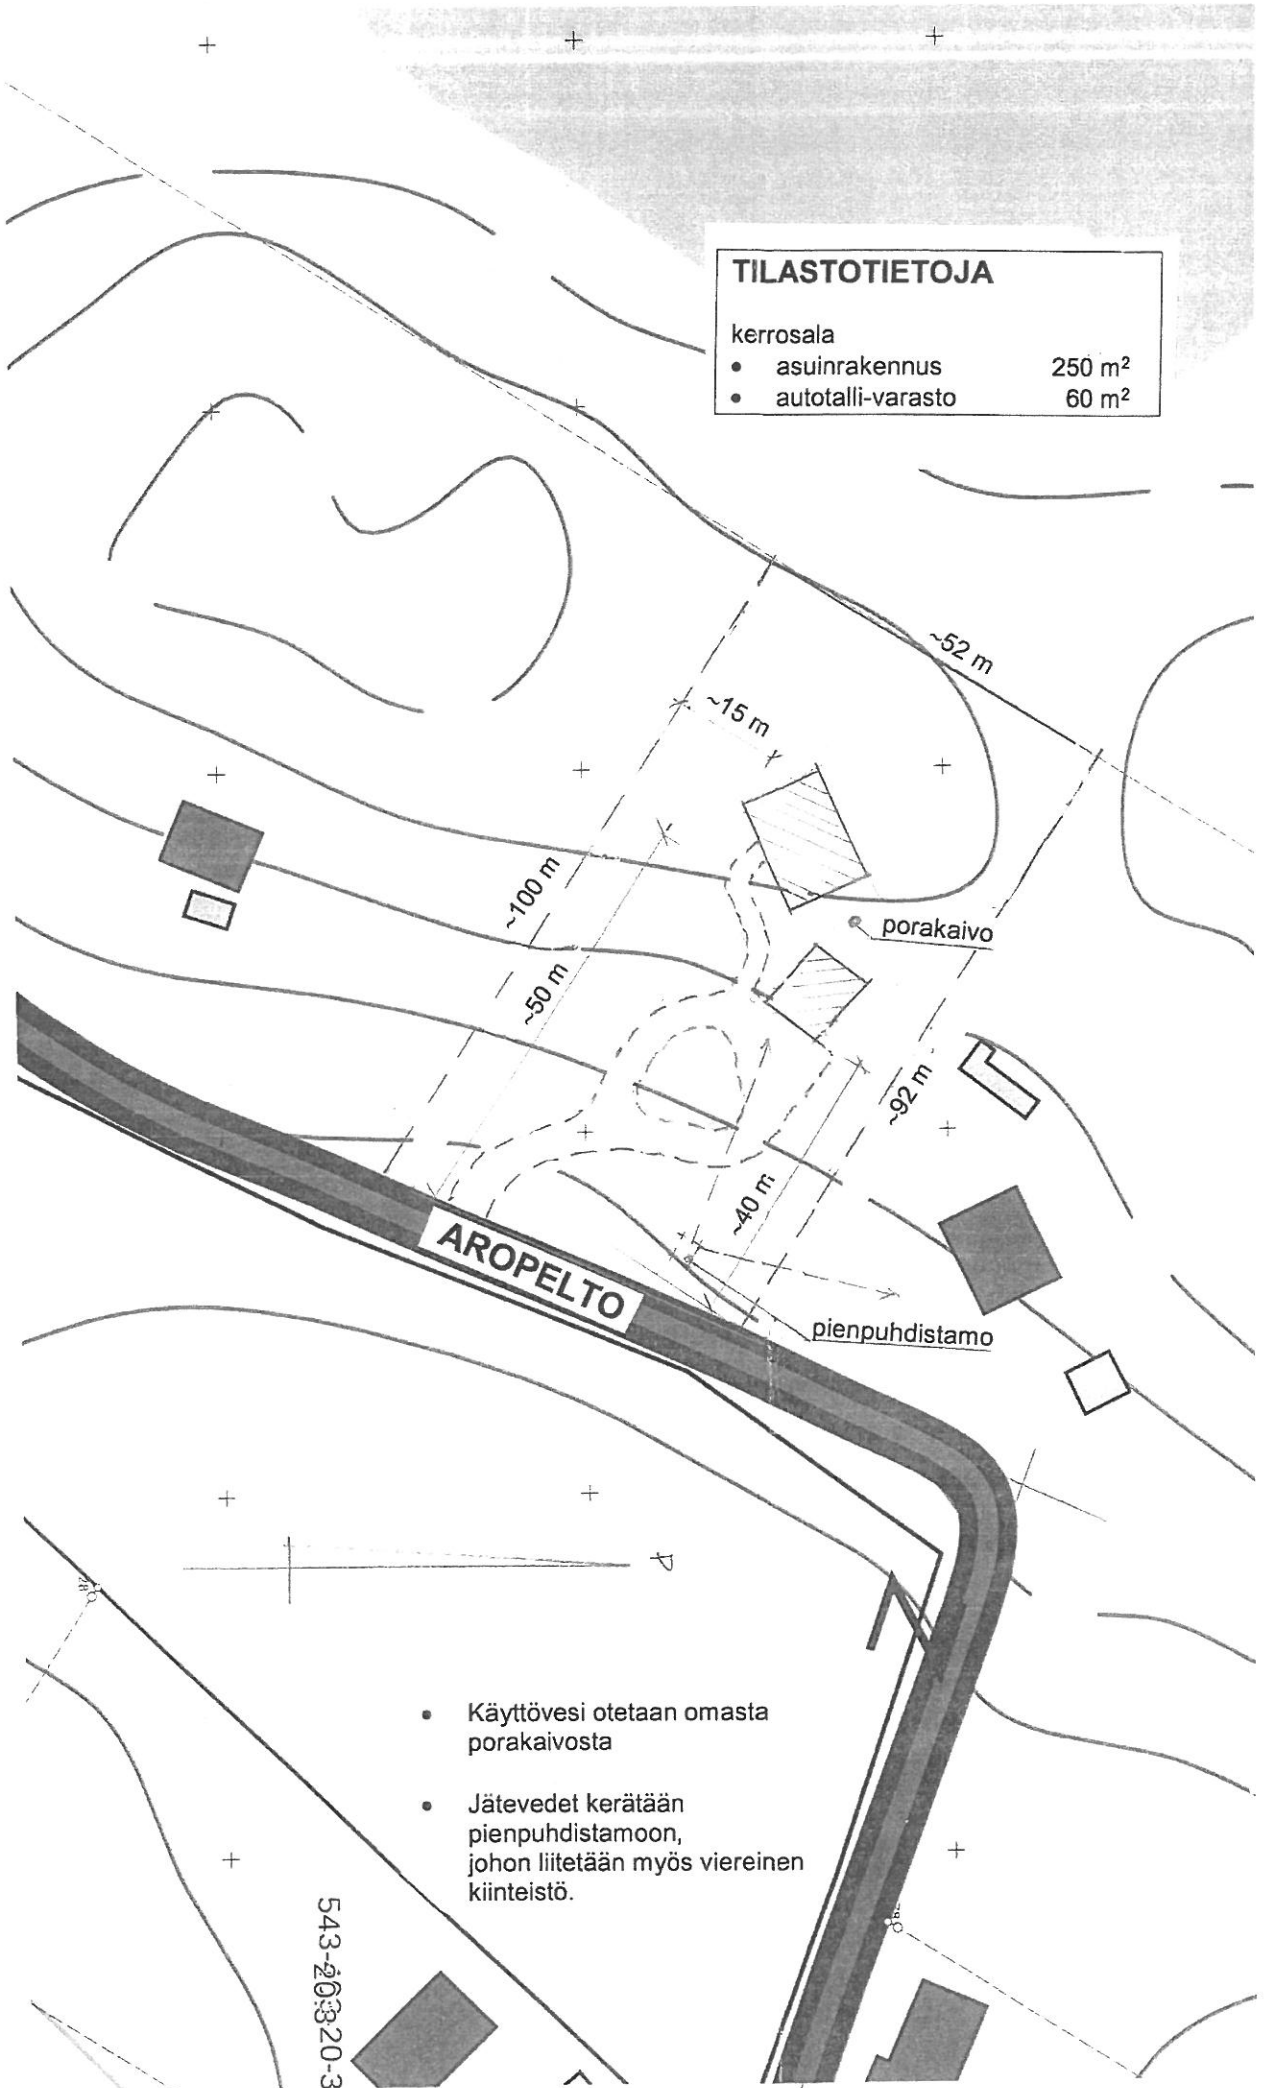 TILASTOTIETOJA
kerrosala
• asuinrakennus 250 m²
• autotalli-varasto 60 m²
~52 m
~15 m
~100 m
porakaivo
~50 m
~92 m
~40 m
AROPELTO
pienpuhdistamo
P
28
• Käyttövesi otetaan omasta
porakaivosta
• Jätevedet kerätään
pienpuhdistamoon,
johon liitetään myös viereinen
kiinteistö.